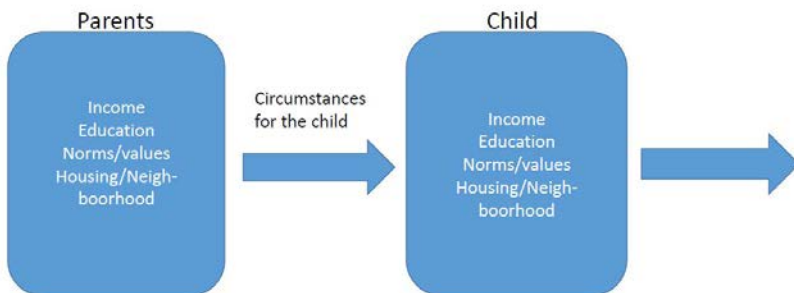 Parents
Income
Education
Norms/values
Housing/Neigh-
boorhood
Circumstances
for the child
Child
Income
Education
Norms/values
Housing/Neigh-
boorhood